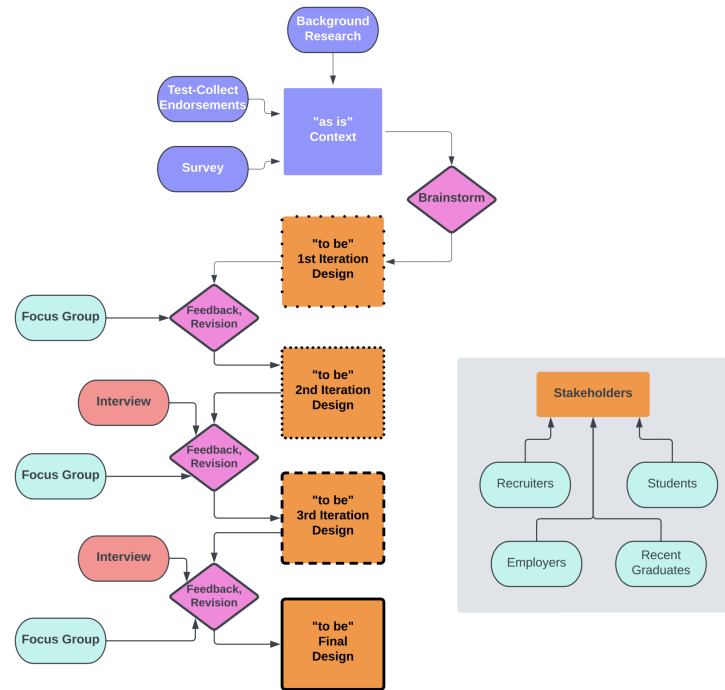 Background
Research
Test-Collect
Endorsements
"as is"
Context
Survey
Brainstorm
"to be"
1st Iteration
Design
Feedback,
Revision
Focus Group
"to be"
2nd Iteration
Design
Interview
Feedback,
Revision
Focus Group
"to be"
3rd Iteration
Design
Interview
Feedback,
Revision
Focus Group
"to be"
Final
Design
Stakeholders
Recruiters
Students
Employers
Recent
Graduates